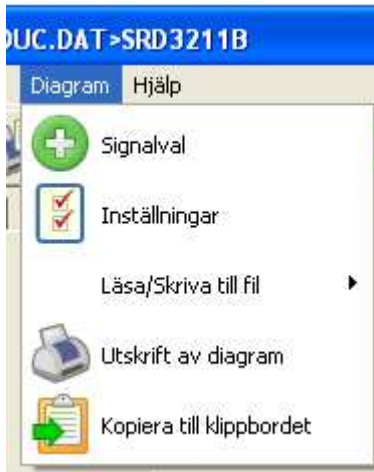 UC.DAT>SRD3211B
Diagram Hjälp
Signalval
Inställningar
Läsa/Skriva till fil
Utskrift av diagram
Kopiera till klippbordet